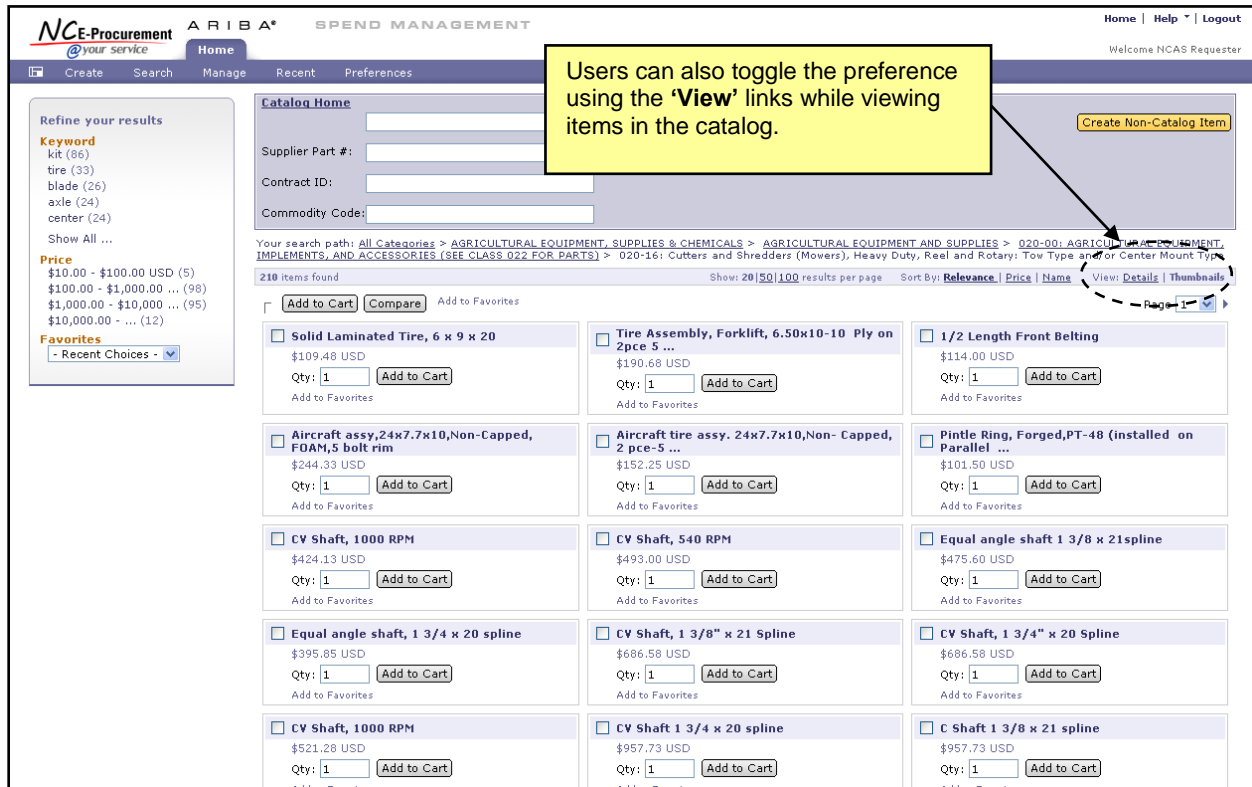 NCE-Procurement
@your service
A R I B A®
SPEND MANAGEMENT
Home | Help | Logout
Welcome NCAS Requester
Home
Create Search Manage Recent Preferences
Users can also toggle the preference
using the ‘View’ links while viewing
items in the catalog.
Refine your results
Keyword
kit (86)
tire (33)
blade (26)
axle (24)
center (24)
Show All ...
Price
$10.00 - $100.00 USD (5)
$100.00 - $1,000.00 ... (98)
$1,000.00 - $10,000 ... (95)
$10,000.00 - ... (12)
Favorites
- Recent Choices -
Catalog Home
Create Non-Catalog Item
Supplier Part #:
Contract ID:
Commodity Code:
Your search path: All Categories > AGRICULTURAL EQUIPMENT, SUPPLIES & CHEMICALS > AGRICULTURAL EQUIPMENT AND SUPPLIES > 020-00: AGRICULTURAL EQUIPMENT,
IMPLEMENTS, AND ACCESSORIES (SEE CLASS 022 FOR PARTS) > 020-16: Cutters and Shredders (Mowers), Heavy Duty, Reel and Rotary: Tow Type and/or Center Mount Type
210 items found Show: 20|50|100 results per page Sort By: Relevance | Price | Name View: Details | Thumbnails
Add to Cart Compare Add to Favorites Page 1
Solid Laminated Tire, 6 x 9 x 20
$109.48 USD
Qty: 1 Add to Cart
Add to Favorites
Tire Assembly, Forklift, 6.50x10-10 Ply on
2pce 5 ...
$190.68 USD
Qty: 1 Add to Cart
Add to Favorites
1/2 Length Front Belting
$114.00 USD
Qty: 1 Add to Cart
Add to Favorites
Aircraft assy,24x7.7x10,Non-Capped,
FOAM,5 bolt rim
$244.33 USD
Qty: 1 Add to Cart
Add to Favorites
Aircraft tire assy. 24x7.7x10,Non- Capped,
2 pce-5 ...
$152.25 USD
Qty: 1 Add to Cart
Add to Favorites
Pintle Ring, Forged,PT-48 (installed on
Parallel ...
$101.50 USD
Qty: 1 Add to Cart
Add to Favorites
CV Shaft, 1000 RPM
$424.13 USD
Qty: 1 Add to Cart
Add to Favorites
CV Shaft, 540 RPM
$493.00 USD
Qty: 1 Add to Cart
Add to Favorites
Equal angle shaft 1 3/8 x 21spline
$475.60 USD
Qty: 1 Add to Cart
Add to Favorites
Equal angle shaft, 1 3/4 x 20 spline
$395.85 USD
Qty: 1 Add to Cart
Add to Favorites
CV Shaft, 1 3/8" x 21 Spline
$686.58 USD
Qty: 1 Add to Cart
Add to Favorites
CV Shaft, 1 3/4" x 20 Spline
$686.58 USD
Qty: 1 Add to Cart
Add to Favorites
CV Shaft, 1000 RPM
$521.28 USD
Qty: 1 Add to Cart
CV Shaft 1 3/4 x 20 spline
$957.73 USD
Qty: 1 Add to Cart
C Shaft 1 3/8 x 21 spline
$957.73 USD
Qty: 1 Add to Cart